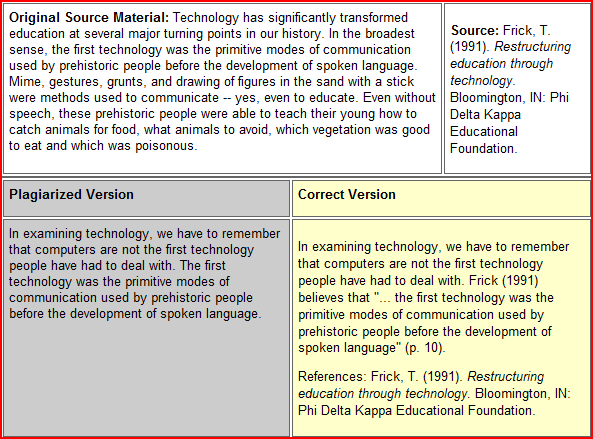 Original Source Material: Technology has significantly transformed
education at several major turning points in our history. In the broadest
sense, the first technology was the primitive modes of communication
used by prehistoric people before the development of spoken language.
Mime, gestures, grunts, and drawing of figures in the sand with a stick
were methods used to communicate -- yes, even to educate. Even without
speech, these prehistoric people were able to teach their young how to
catch animals for food, what animals to avoid, which vegetation was good
to eat and which was poisonous.
Source: Frick, T.
(1991). Restructuring
education through
technology.
Bloomington, IN: Phi
Delta Kappa
Educational
Foundation.
Plagiarized Version
In examining technology, we have to remember
that computers are not the first technology
people have had to deal with. The first
technology was the primitive modes of
communication used by prehistoric people
before the development of spoken language.
Correct Version
In examining technology, we have to remember
that computers are not the first technology
people have had to deal with. Frick (1991)
believes that "... the first technology was the
primitive modes of communication used by
prehistoric people before the development of
spoken language" (p. 10).
References: Frick, T. (1991). Restructuring
education through technology. Bloomington, IN:
Phi Delta Kappa Educational Foundation.